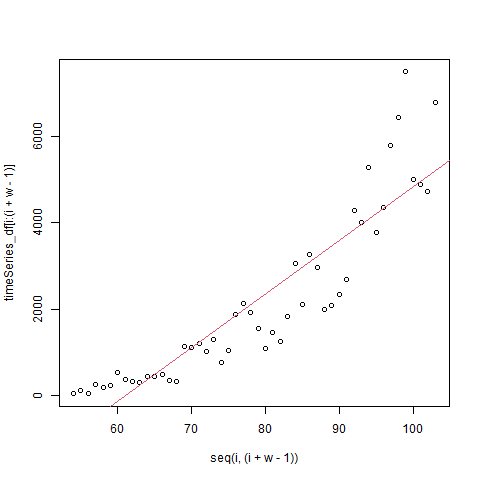 timeSeries_df[i:(i + w - 1)]
6000
4000
2000
0
60 70 80 90 100
seq(i, (i + w - 1))